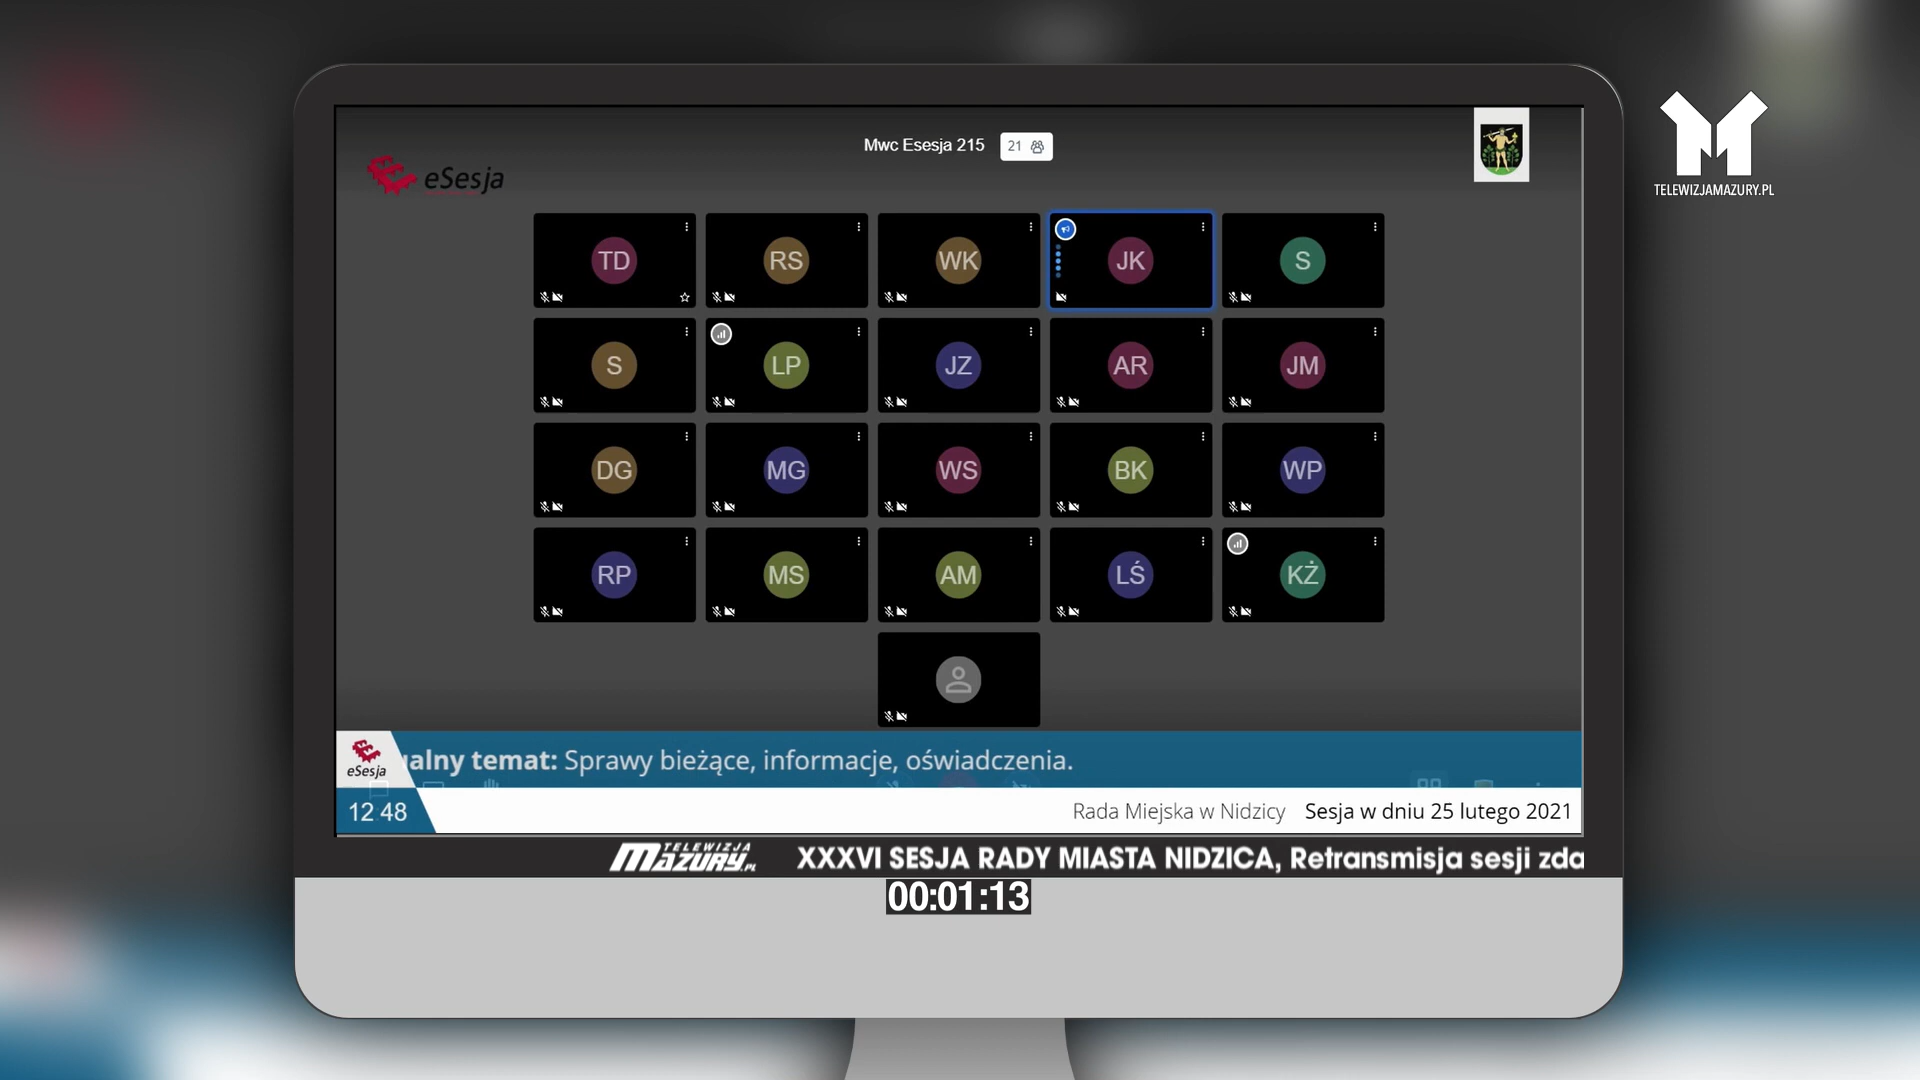 Mwc Esesja 215
21
eSesja
TELEWIZJAMAZURY.PL
TD
RS
WK
JK
S
S
LP
JZ
AR
JM
DG
MG
WS
BK
WP
RP
MS
AM
LŚ
KŻ
eSesja
ualny temat: Sprawy bieżące, informacje, oświadczenia.
12 48
Rada Miejska w Nidzicy Sesja w dniu 25 lutego 2021
TELEWIZJA
MAZURY.PL
XXXVI SESJA RADY MIASTA NIDZICA, Retransmisja sesji zda
00:01:13